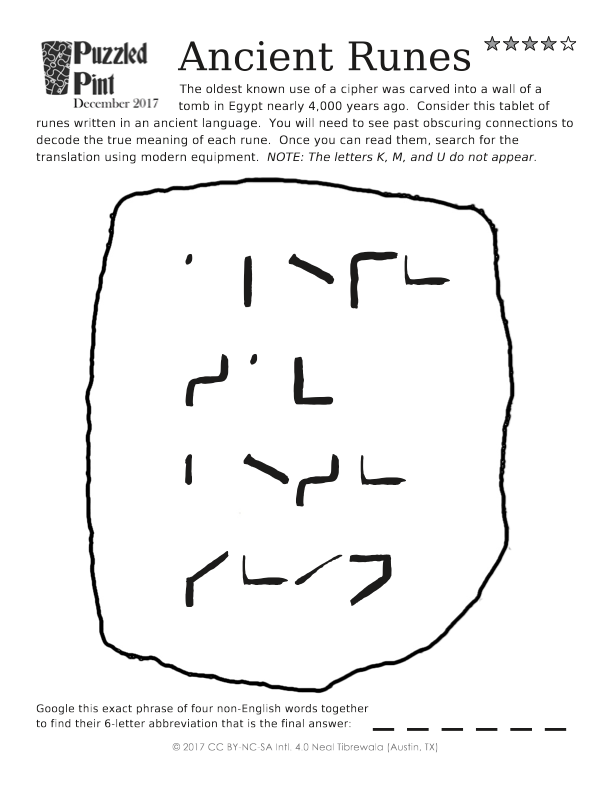 Puzzled
Pint
December 2017
Ancient Runes
The oldest known use of a cipher was carved into a wall of a
tomb in Egypt nearly 4,000 years ago. Consider this tablet of
runes written in an ancient language. You will need to see past obscuring connections to
decode the true meaning of each rune. Once you can read them, search for the
translation using modern equipment. NOTE: The letters K, M, and U do not appear.
Google this exact phrase of four non-English words together
to find their 6-letter abbreviation that is the final answer:
© 2017 CC BY-NC-SA Intl. 4.0 Neal Tibrewala (Austin, TX)